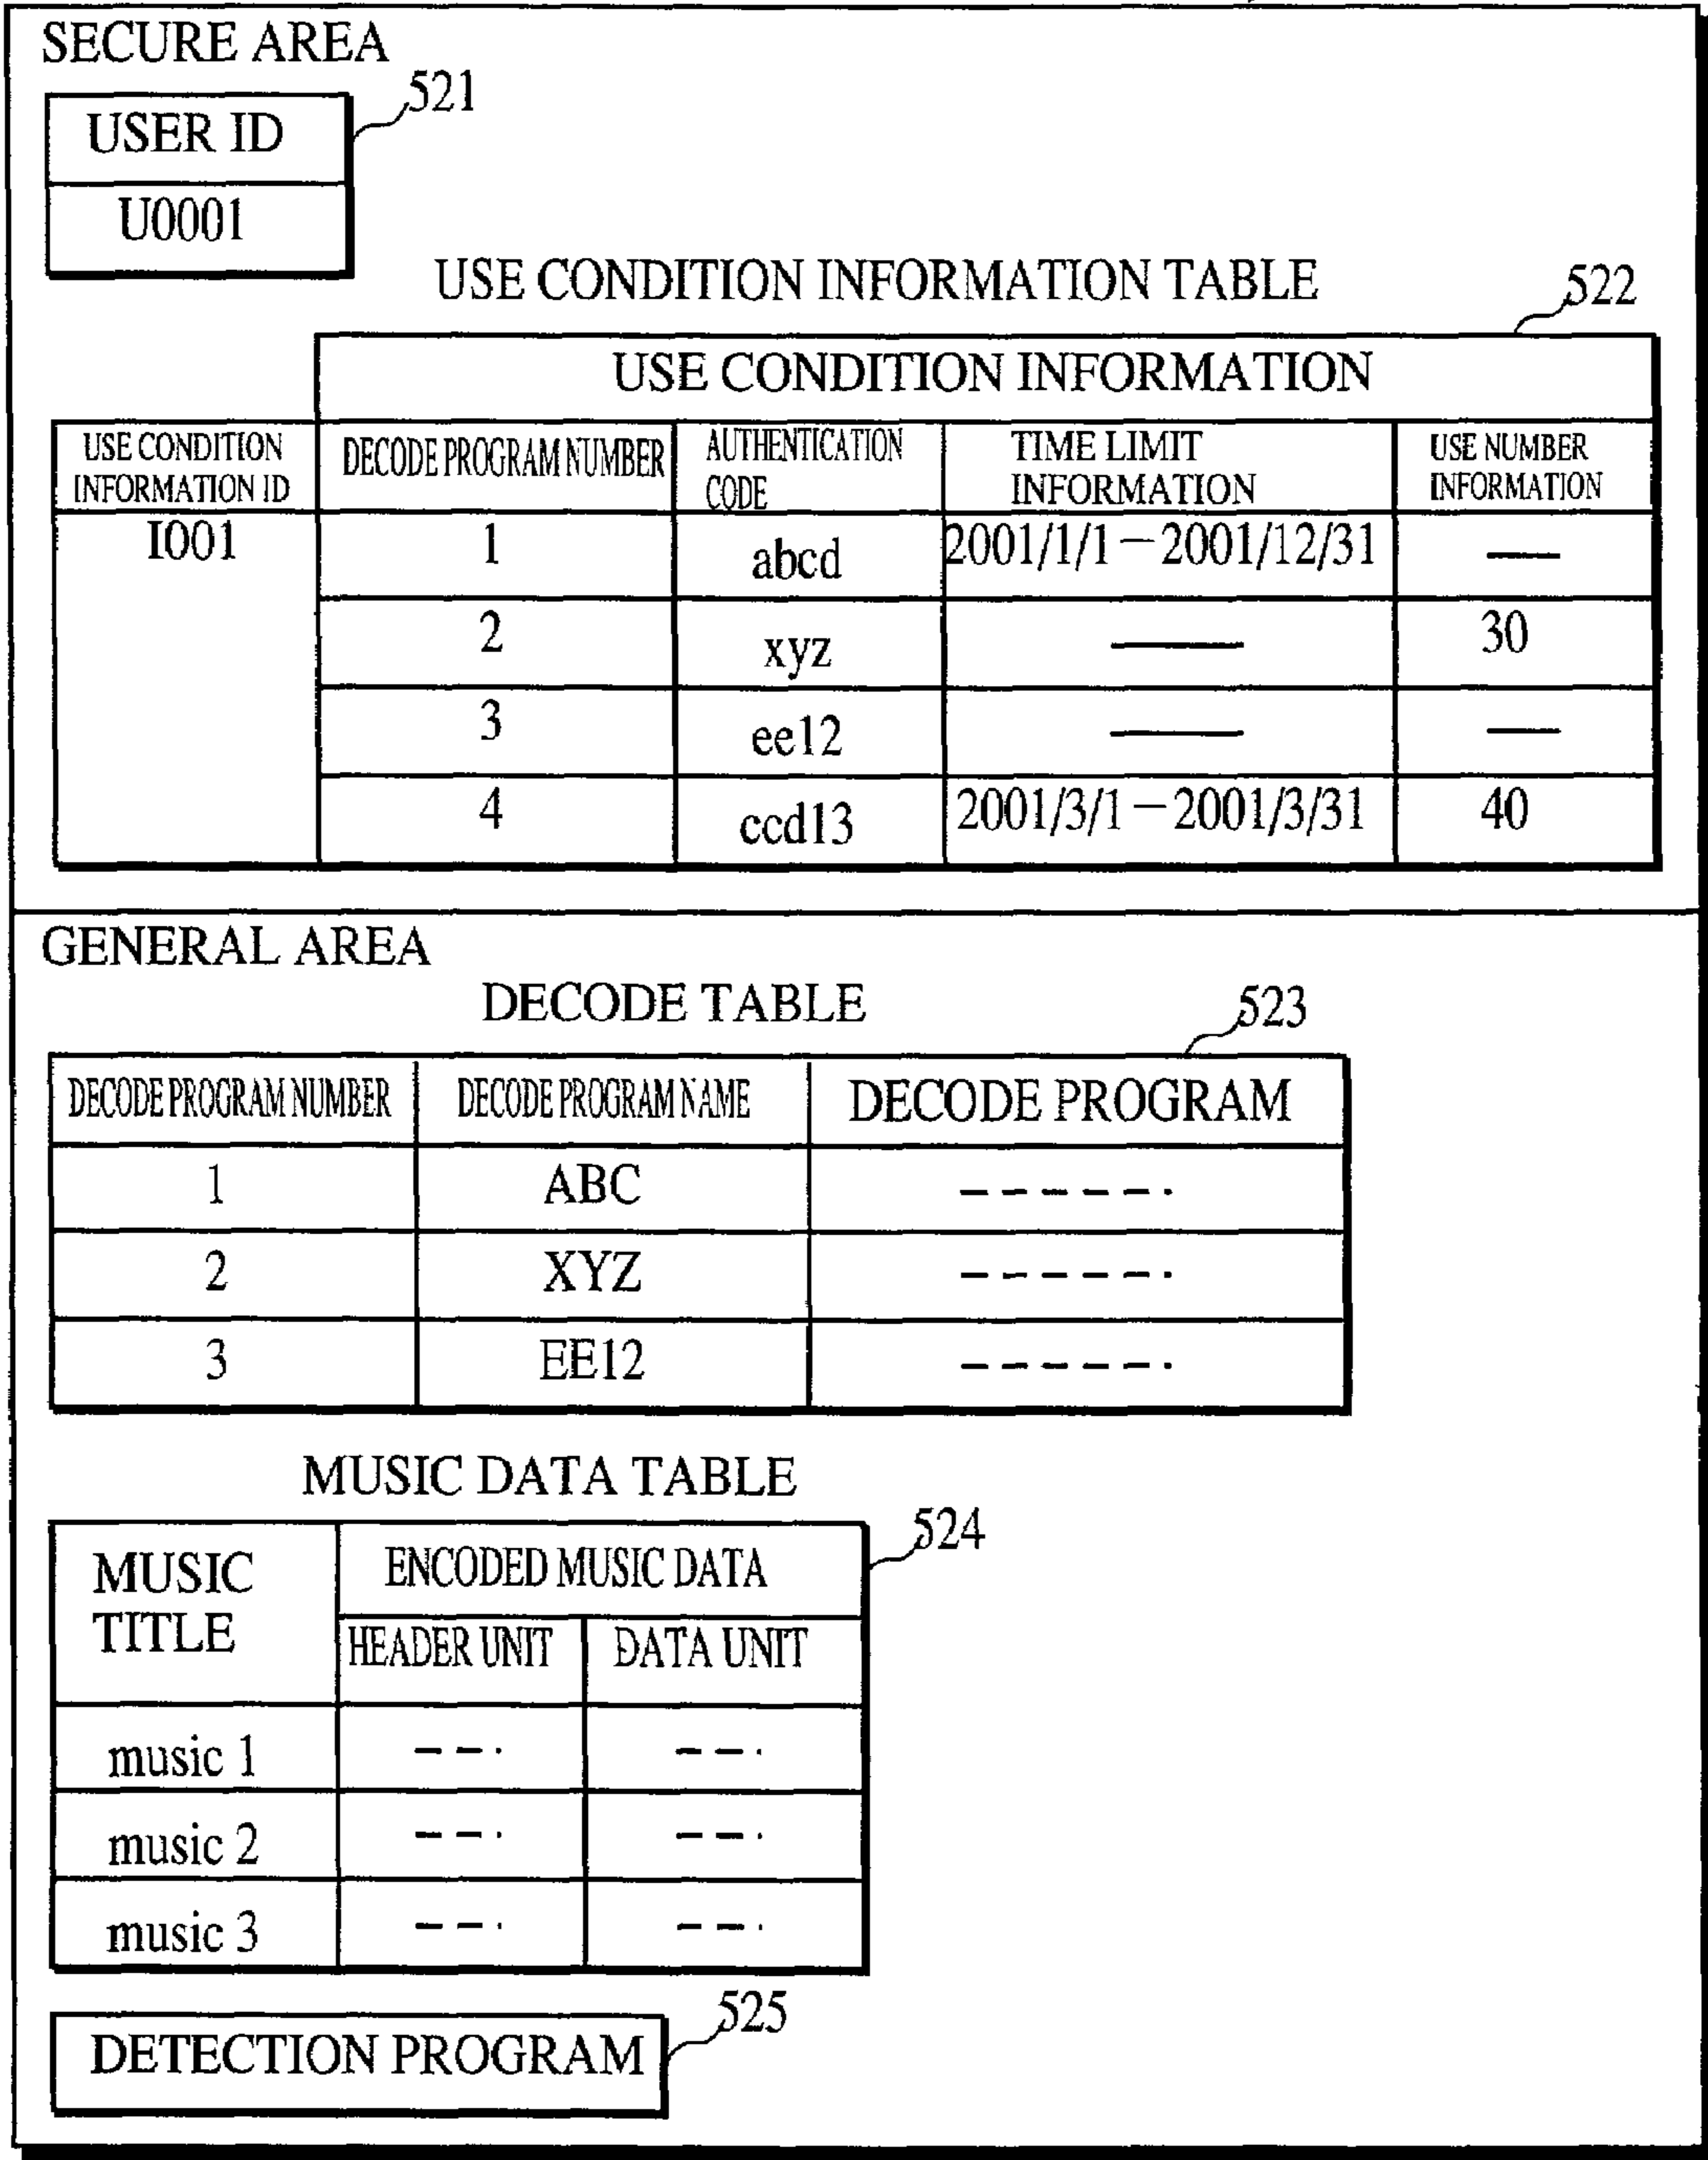 SECURE AREA
521
USER ID
U0001
USE CONDITION INFORMATION TABLE
522
USE CONDITION INFORMATION
USE CONDITION INFORMATION ID
DECODE PROGRAM NUMBER
AUTHENTICATION CODE
TIME LIMIT INFORMATION
USE NUMBER INFORMATION
I001 1 abcd 2001/1/1－2001/12/31 —
2 xyz — 30
3 ee12 — —
4 ccd13 2001/3/1－2001/3/31 40
GENERAL AREA
DECODE TABLE
523
DECODE PROGRAM NUMBER DECODE PROGRAM NAME DECODE PROGRAM
1 ABC
2 XYZ
3 EE12
MUSIC DATA TABLE
524
MUSIC
TITLE
ENCODED MUSIC DATA
HEADER UNIT DATA UNIT
music 1
music 2
music 3
525
DETECTION PROGRAM